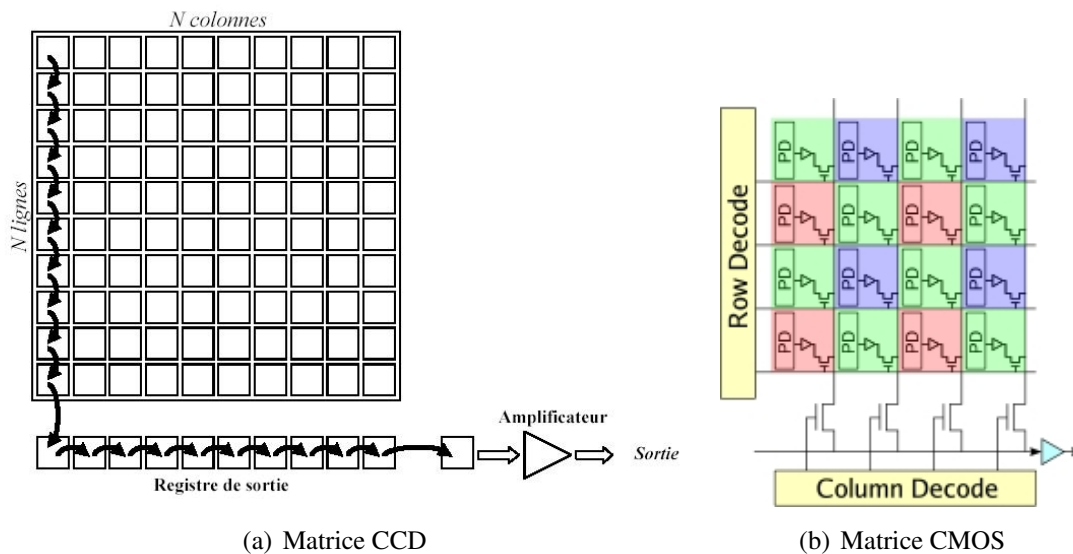 N colonnes
N lignes
Amplificateur
Sortie
Registre de sortie
(a) Matrice CCD
Row Decode
PD PD PD PD
PD PD PD PD
PD PD PD PD
PD PD PD PD
Column Decode
(b) Matrice CMOS